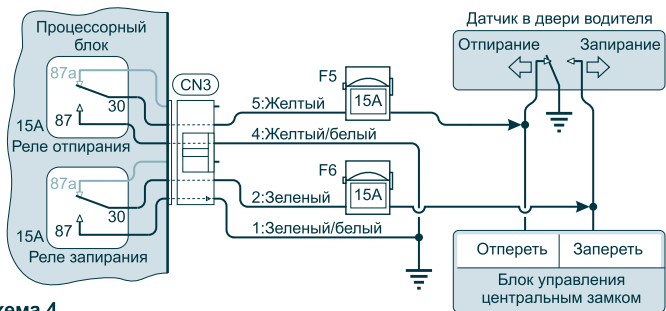 Процессорный
блок
87a
30
87
15A
Реле отпирания
87a
30
87
15A
Реле запирания
CN3
F5
15A
5:Желтый
4:Желтый/белый
F6
15A
2:Зеленый
1:Зеленый/белый
Датчик в двери водителя
Отпирание
Запирание
Отпереть
Запереть
Блок управления
центральным замком